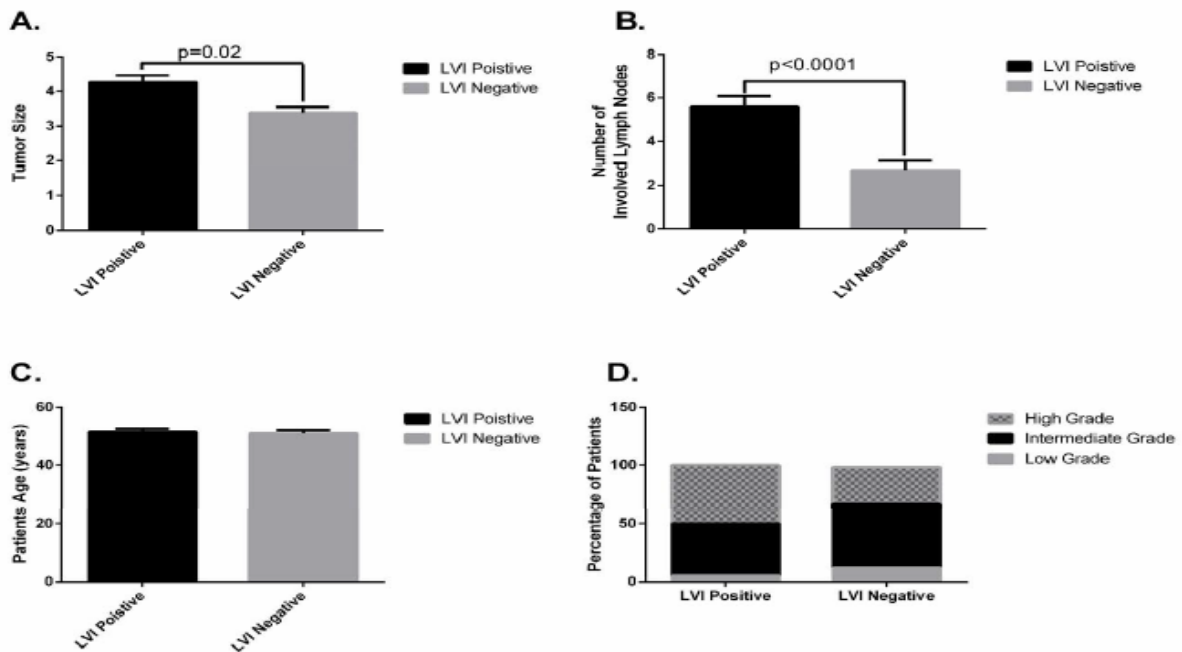 A.
p=0.02
LVI Poistive
LVI Negative
Tumor Size
5
4
3
2
1
0
LVI Poistive
LVI Negative
B.
p<0.0001
LVI Poistive
LVI Negative
Number of
Involved Lymph Nodes
8
6
4
2
0
LVI Poistive
LVI Negative
C.
LVI Poistive
LVI Negative
Patients Age (years)
60
40
20
0
LVI Poistive
LVI Negative
D.
High Grade
Intermediate Grade
Low Grade
Percentage of Patients
150
100
50
0
LVI Positive
LVI Negative